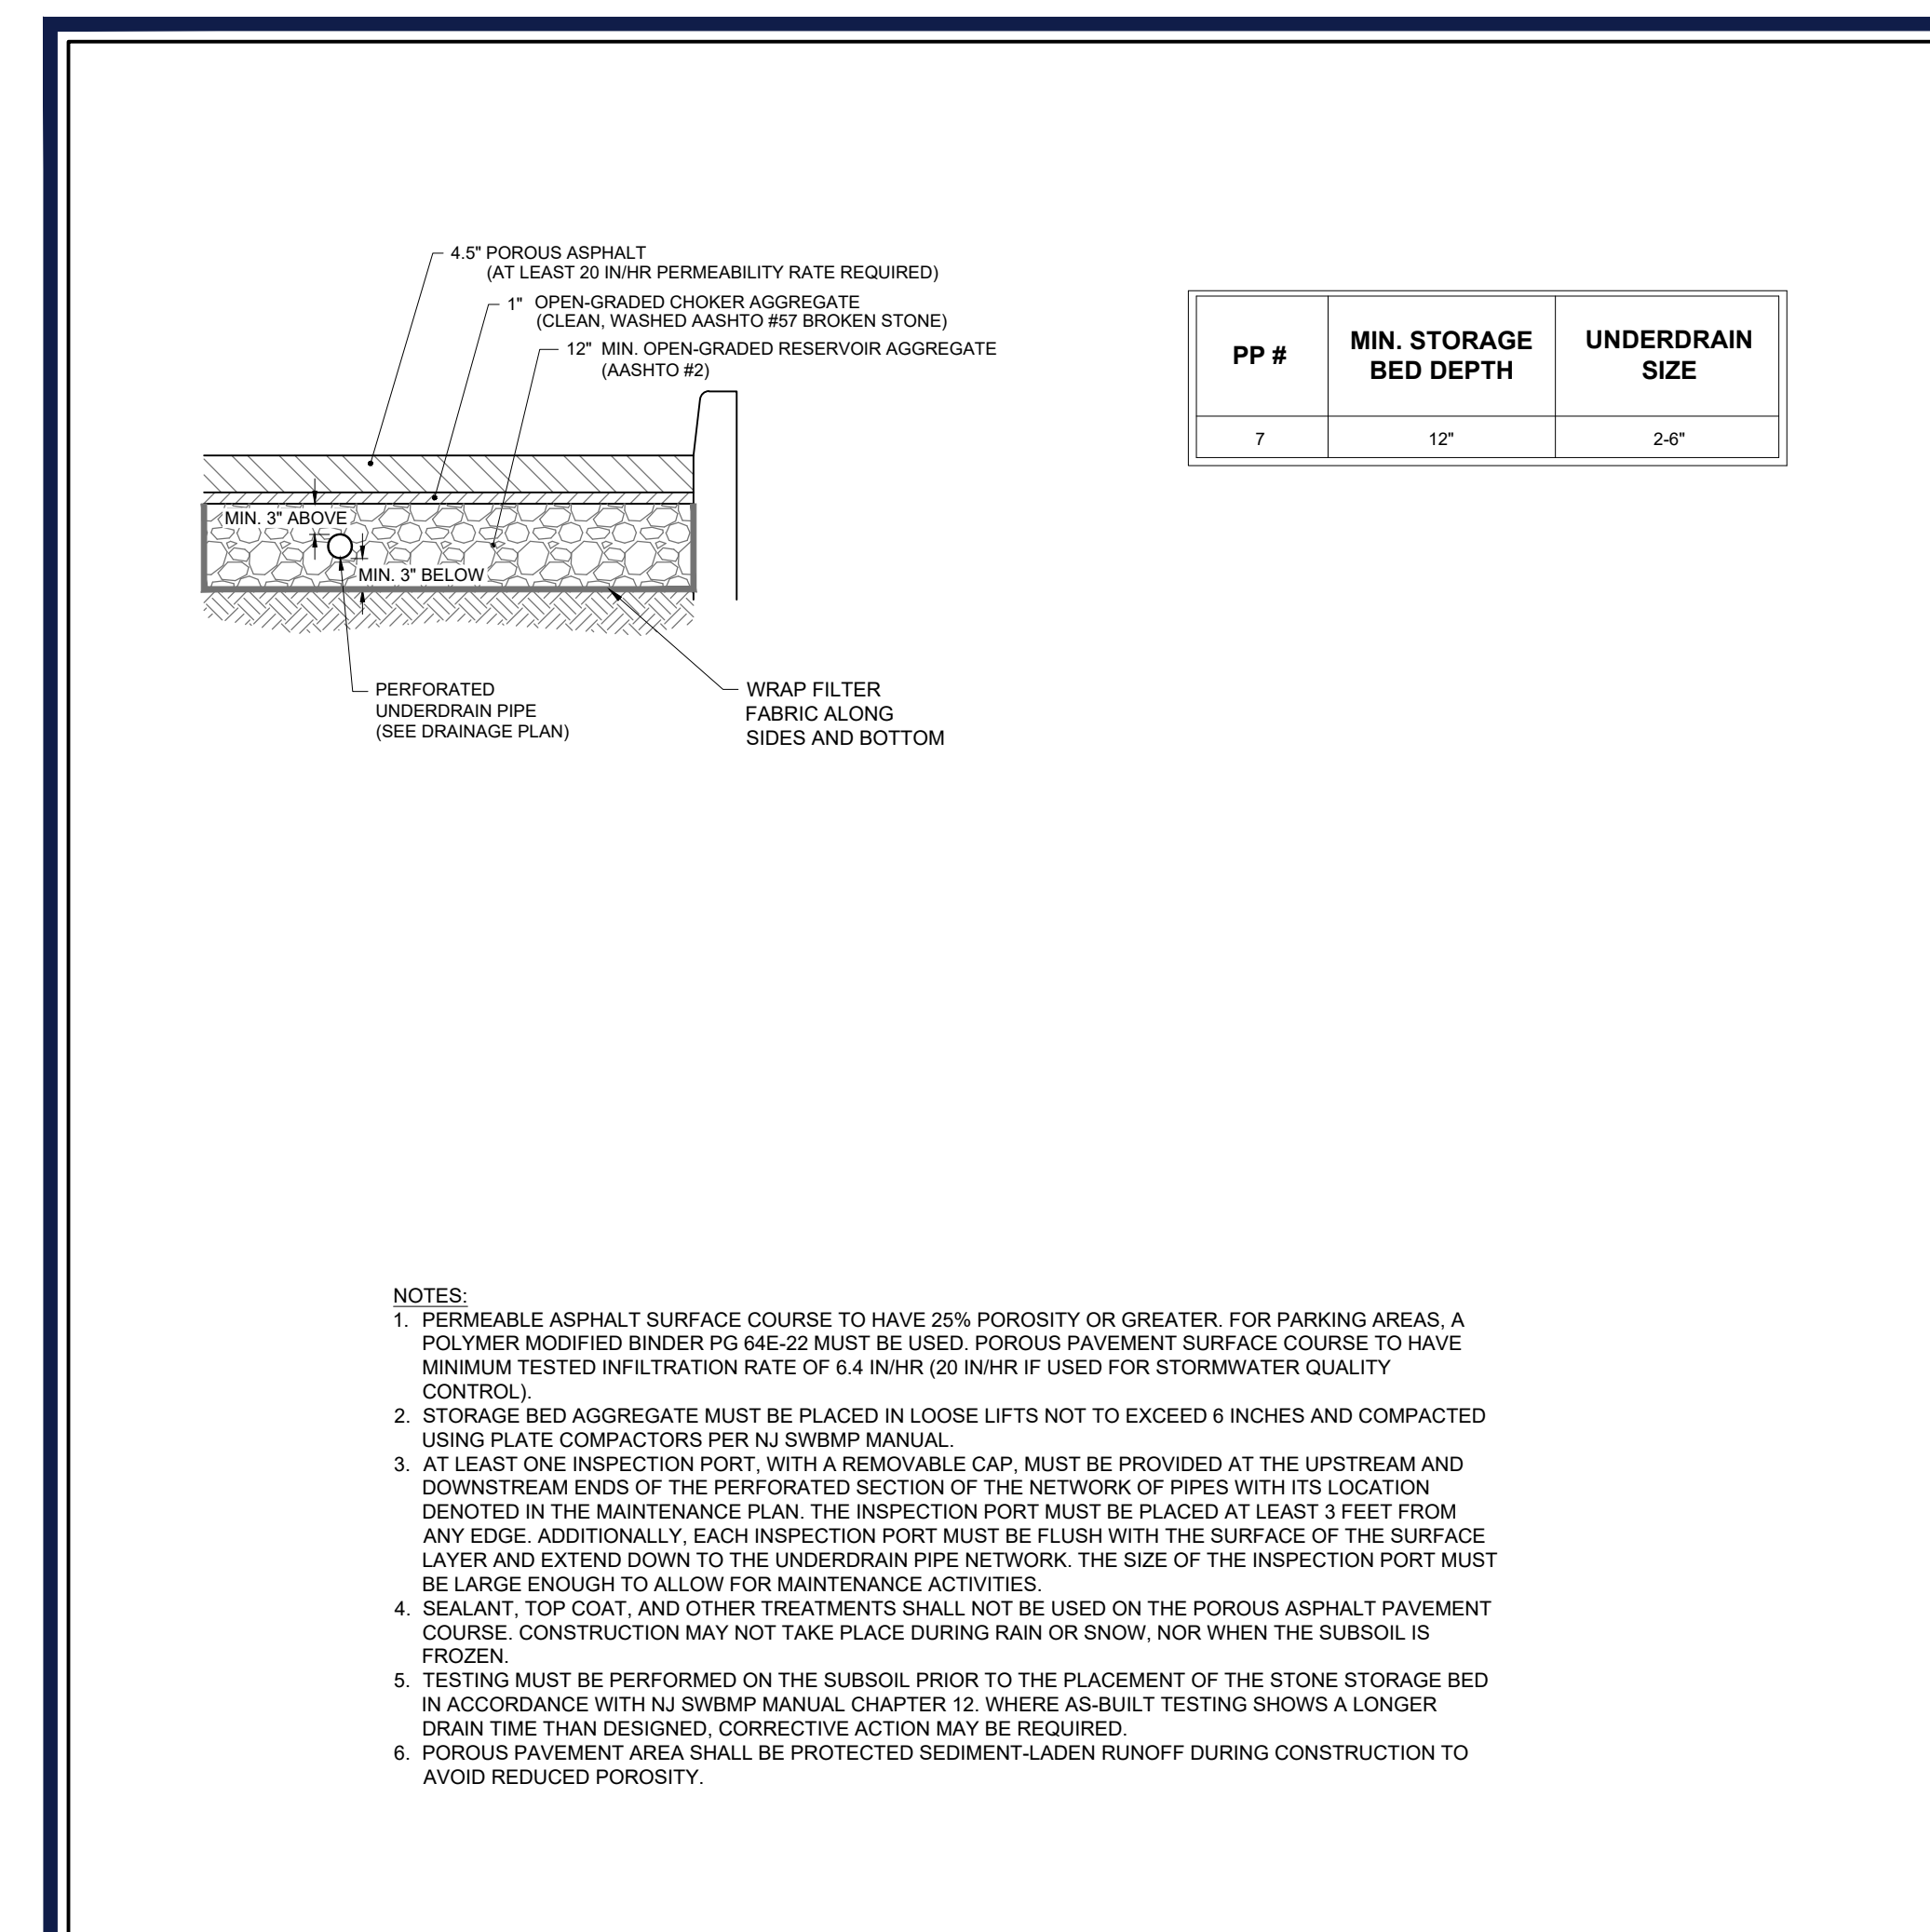 4.5" POROUS ASPHALT
(AT LEAST 20 IN/HR PERMEABILITY RATE REQUIRED)
1" OPEN-GRADED CHOKER AGGREGATE
(CLEAN, WASHED AASHTO #57 BROKEN STONE)
12" MIN. OPEN-GRADED RESERVOIR AGGREGATE
(AASHTO #2)
MIN. 3" ABOVE
MIN. 3" BELOW
PERFORATED
UNDERDRAIN PIPE
(SEE DRAINAGE PLAN)
WRAP FILTER
FABRIC ALONG
SIDES AND BOTTOM
PP #
MIN. STORAGE
BED DEPTH
UNDERDRAIN
SIZE
7 12" 2-6"
NOTES:
1. PERMEABLE ASPHALT SURFACE COURSE TO HAVE 25% POROSITY OR GREATER. FOR PARKING AREAS, A
POLYMER MODIFIED BINDER PG 64E-22 MUST BE USED. POROUS PAVEMENT SURFACE COURSE TO HAVE
MINIMUM TESTED INFILTRATION RATE OF 6.4 IN/HR (20 IN/HR IF USED FOR STORMWATER QUALITY
CONTROL).
2. STORAGE BED AGGREGATE MUST BE PLACED IN LOOSE LIFTS NOT TO EXCEED 6 INCHES AND COMPACTED
USING PLATE COMPACTORS PER NJ SWBMP MANUAL.
3. AT LEAST ONE INSPECTION PORT, WITH A REMOVABLE CAP, MUST BE PROVIDED AT THE UPSTREAM AND
DOWNSTREAM ENDS OF THE PERFORATED SECTION OF THE NETWORK OF PIPES WITH ITS LOCATION
DENOTED IN THE MAINTENANCE PLAN. THE INSPECTION PORT MUST BE PLACED AT LEAST 3 FEET FROM
ANY EDGE. ADDITIONALLY, EACH INSPECTION PORT MUST BE FLUSH WITH THE SURFACE OF THE SURFACE
LAYER AND EXTEND DOWN TO THE UNDERDRAIN PIPE NETWORK. THE SIZE OF THE INSPECTION PORT MUST
BE LARGE ENOUGH TO ALLOW FOR MAINTENANCE ACTIVITIES.
4. SEALANT, TOP COAT, AND OTHER TREATMENTS SHALL NOT BE USED ON THE POROUS ASPHALT PAVEMENT
COURSE. CONSTRUCTION MAY NOT TAKE PLACE DURING RAIN OR SNOW, NOR WHEN THE SUBSOIL IS
FROZEN.
5. TESTING MUST BE PERFORMED ON THE SUBSOIL PRIOR TO THE PLACEMENT OF THE STONE STORAGE BED
IN ACCORDANCE WITH NJ SWBMP MANUAL CHAPTER 12. WHERE AS-BUILT TESTING SHOWS A LONGER
DRAIN TIME THAN DESIGNED, CORRECTIVE ACTION MAY BE REQUIRED.
6. POROUS PAVEMENT AREA SHALL BE PROTECTED SEDIMENT-LADEN RUNOFF DURING CONSTRUCTION TO
AVOID REDUCED POROSITY.